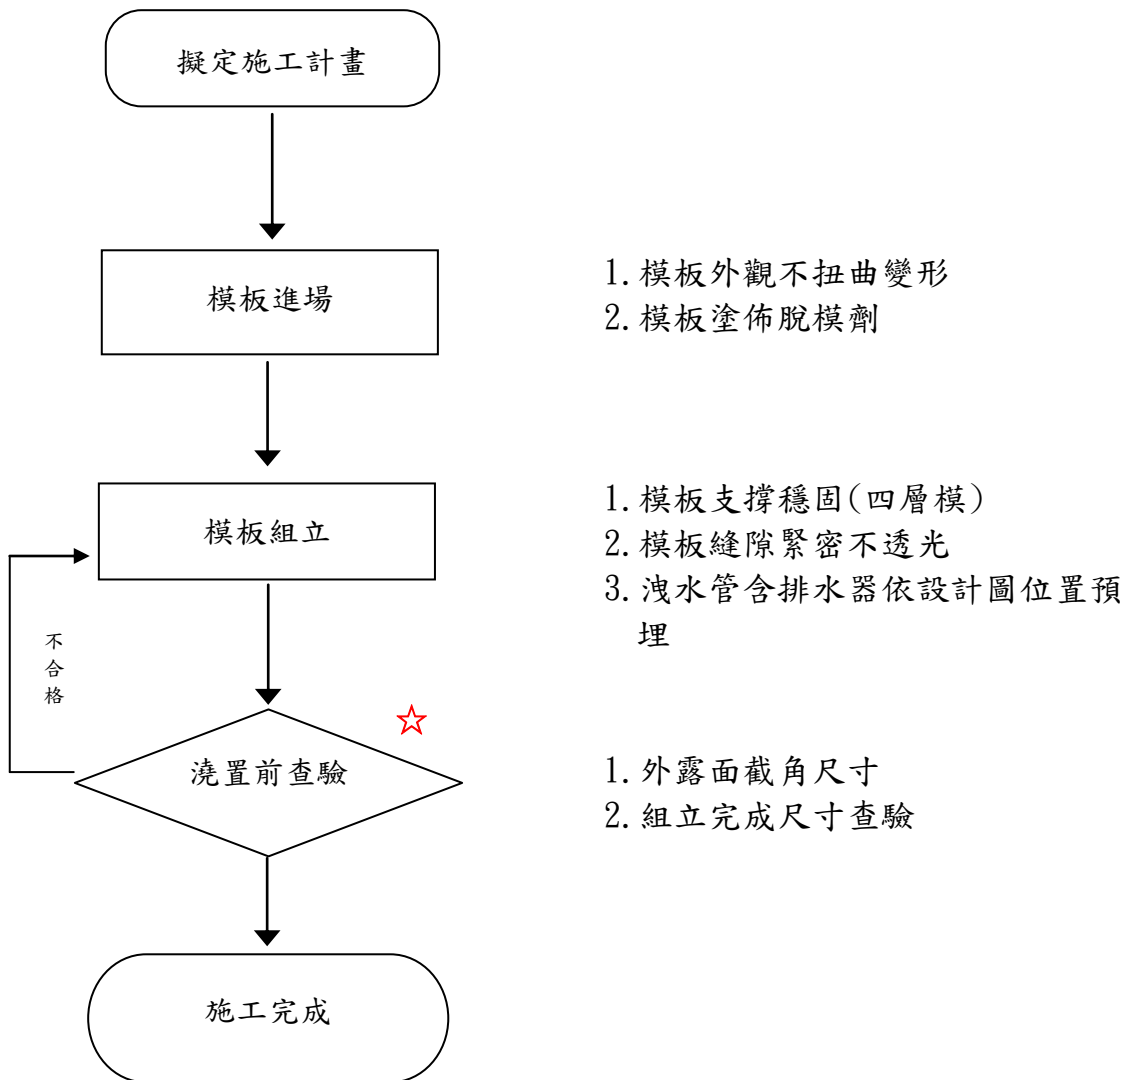 擬定施工計畫
模板進場
1.模板外觀不扭曲變形
2.模板塗佈脫模劑
模板組立
1.模板支撐穩固(四層模)
2.模板縫隙緊密不透光
3.洩水管含排水器依設計圖位置預
埋
不
合
格
澆置前查驗
1.外露面截角尺寸
2.組立完成尺寸查驗
施工完成